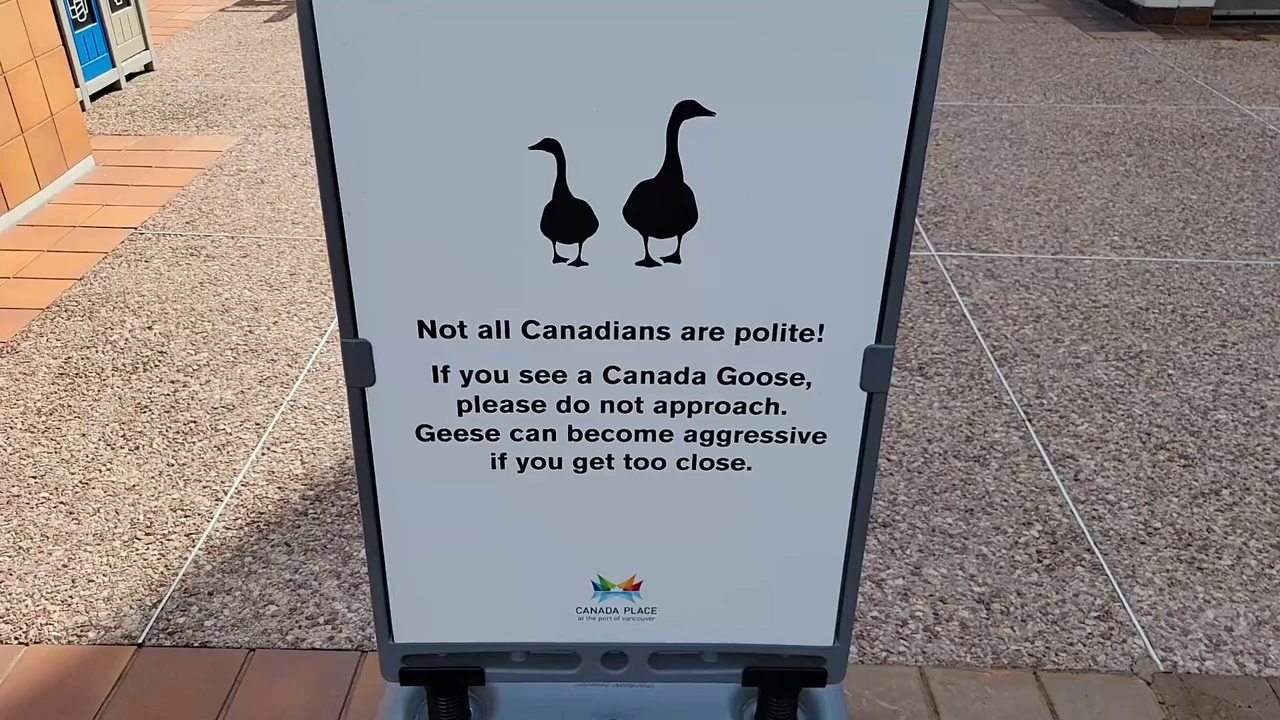 Not all Canadians are polite!
If you see a Canada Goose,
please do not approach.
Geese can become aggressive
if you get too close.
CANADA PLACE
at the port of vancouver